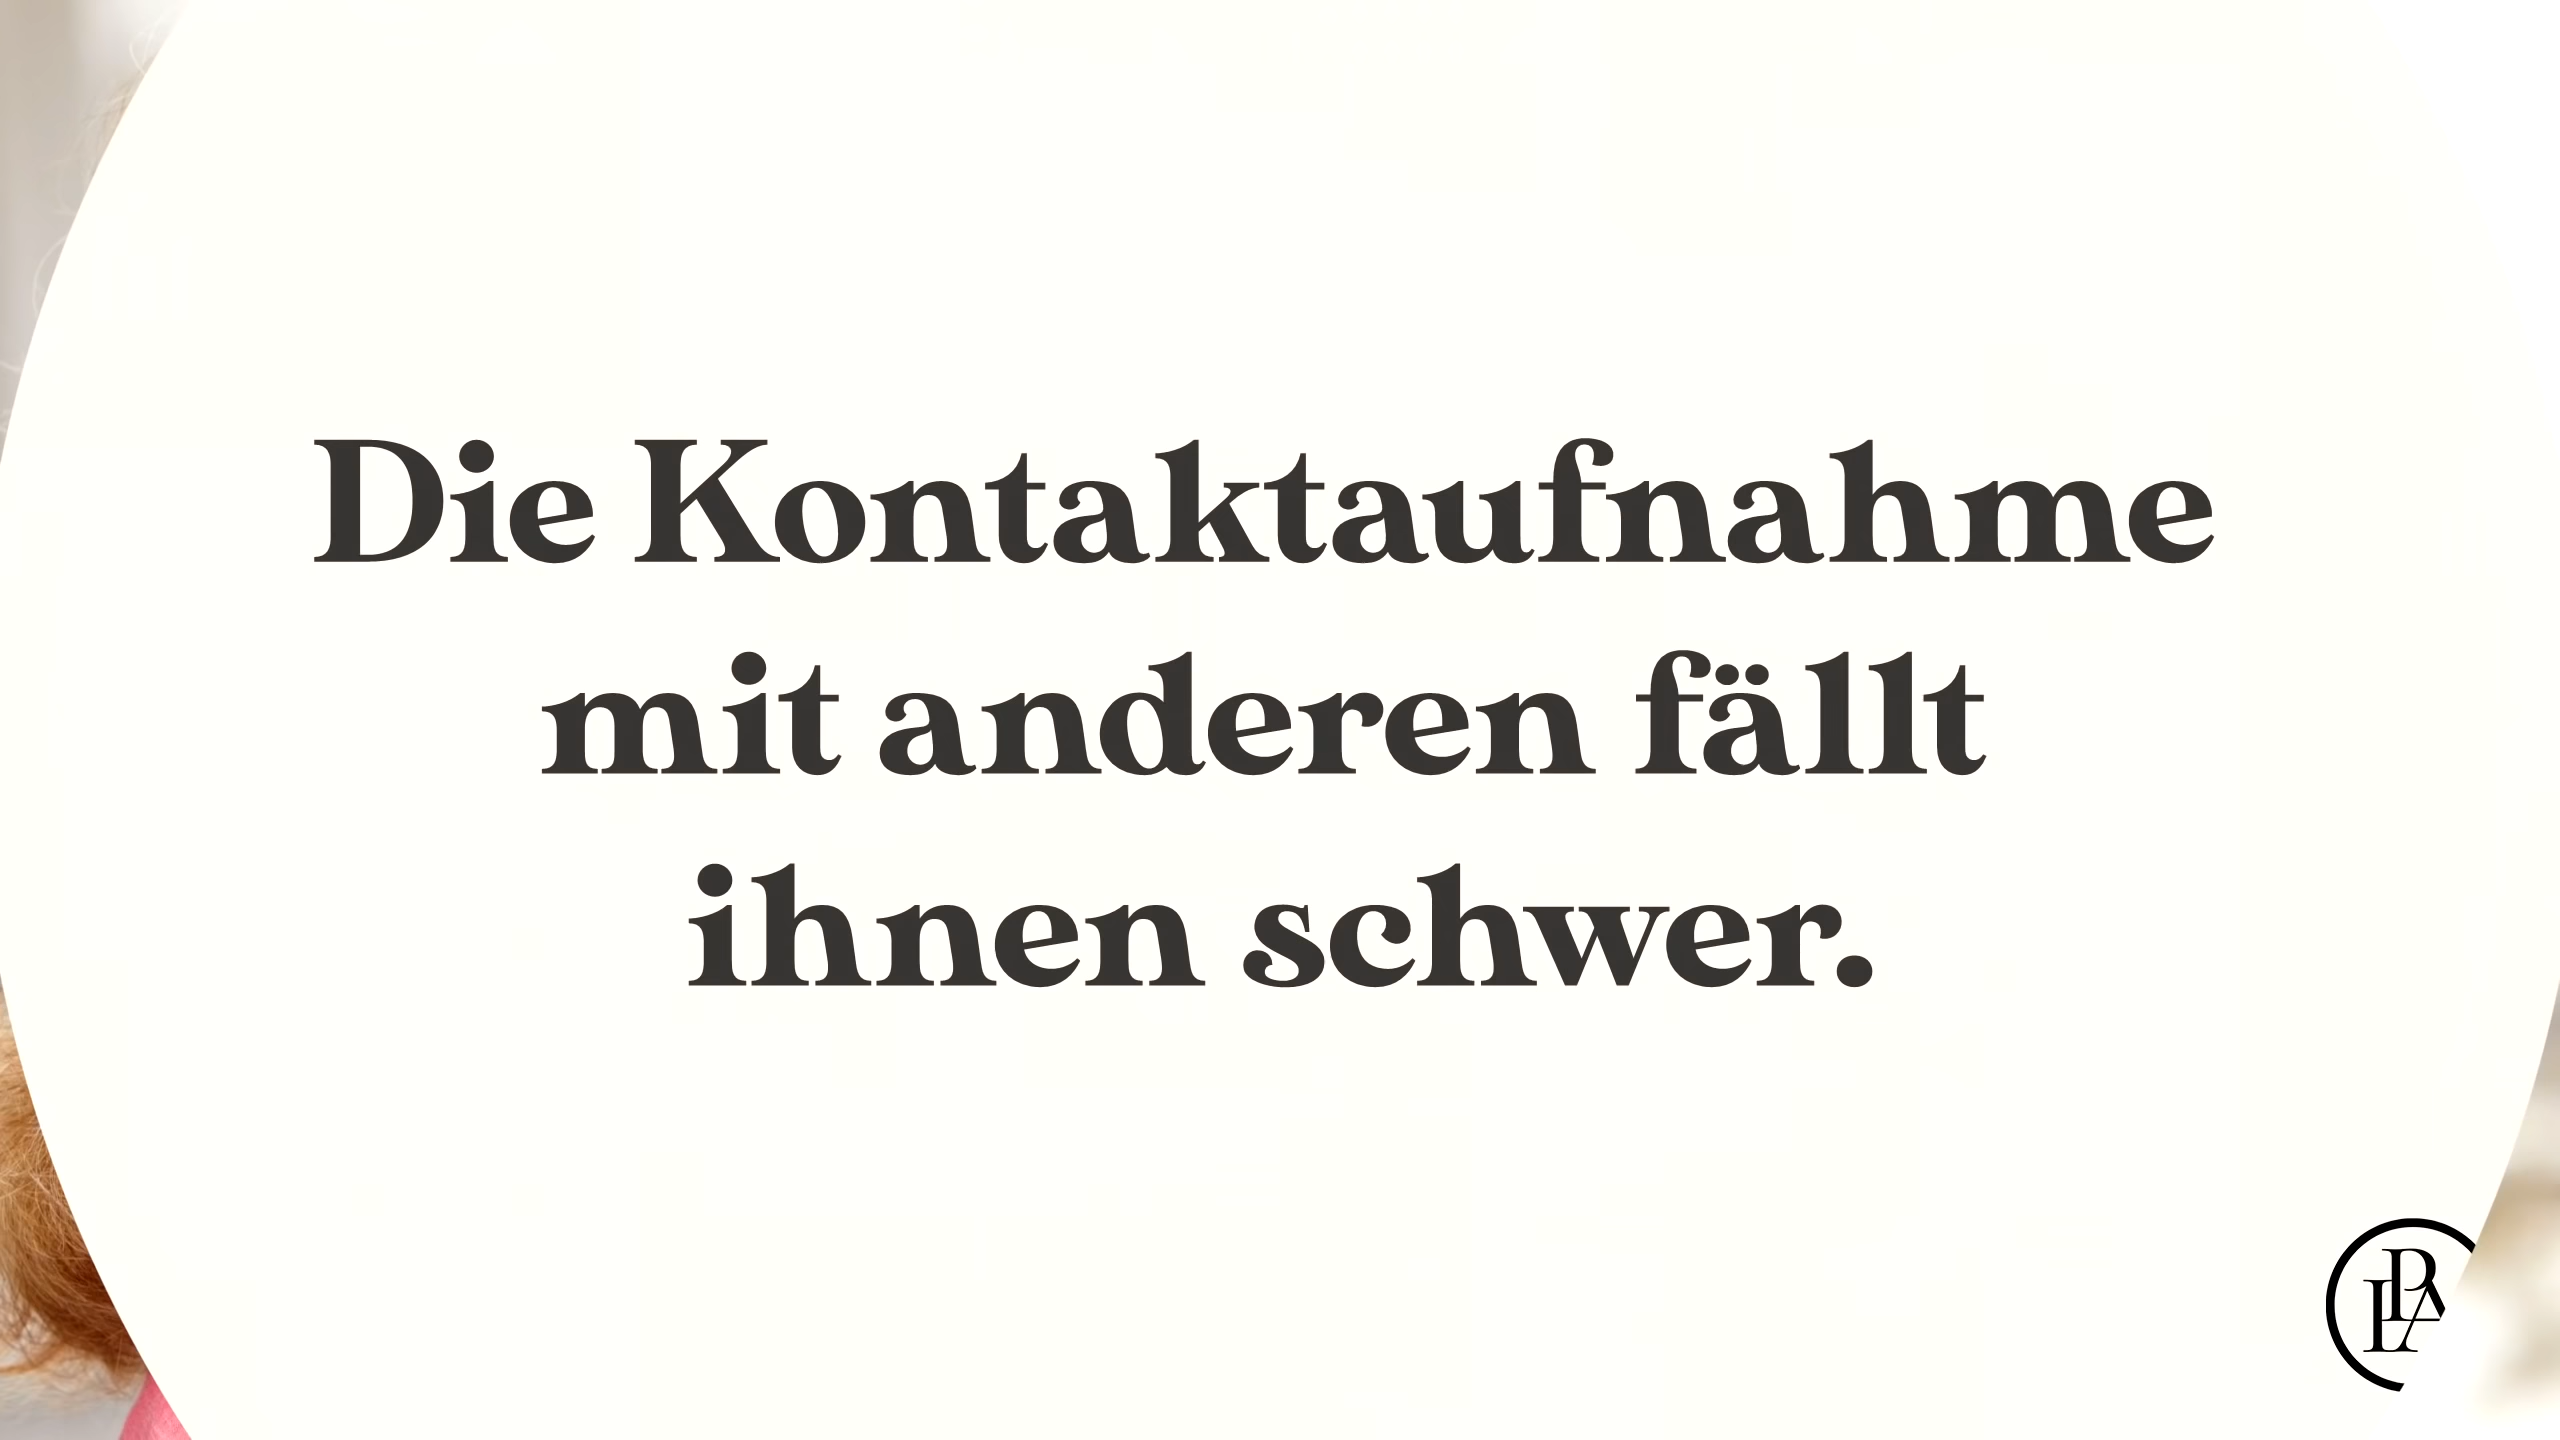 Die Kontaktaufnahme
mit anderen fällt
ihnen schwer.